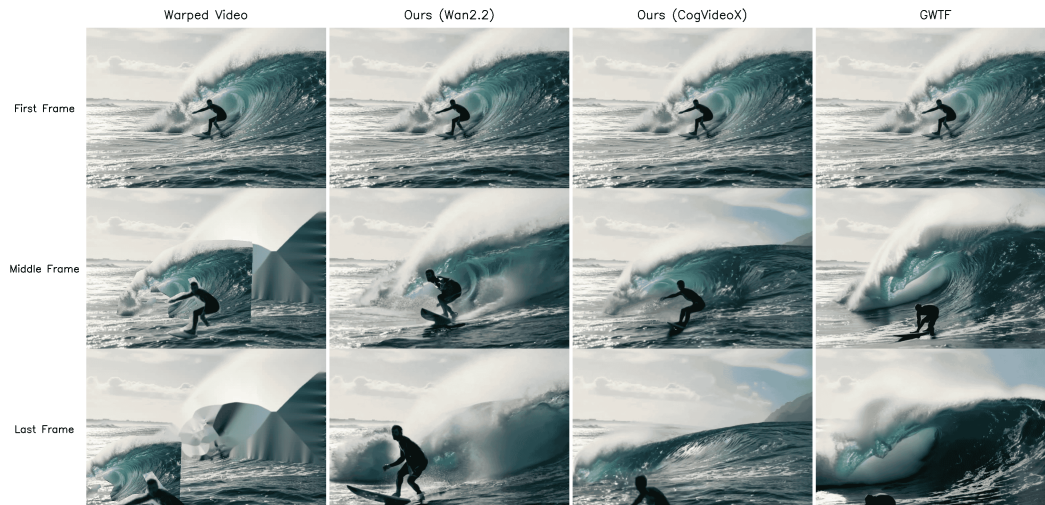 Warped Video
Ours (Wan2.2)
Ours (CogVideoX)
GWTF
First Frame
Middle Frame
Last Frame